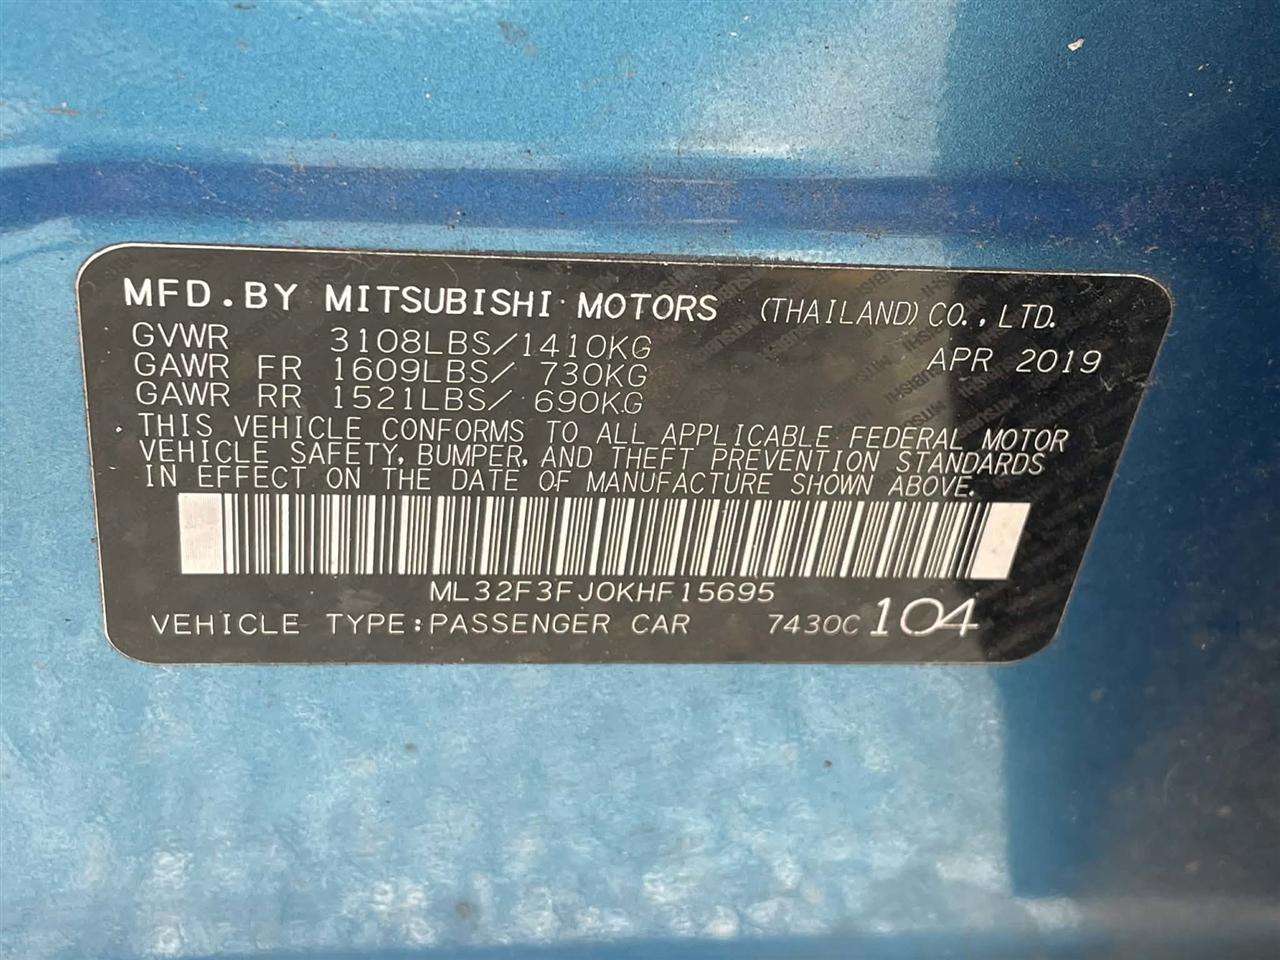 MFD.BY MITSUBISHI MOTORS (THAILAND) CO.,LTD.
GVWR 3108LBS/1410KG APR 2019
GAWR FR 1609LBS/ 730KG
GAWR RR 1521LBS/ 690KG
THIS VEHICLE CONFORMS TO ALL APPLICABLE FEDERAL MOTOR
VEHICLE SAFETY, BUMPER, AND THEFT PREVENTION STANDARDS
IN EFFECT ON THE DATE OF MANUFACTURE SHOWN ABOVE.
ML32F3FJ0KHF15695
VEHICLE TYPE:PASSENGER CAR 7430C 104